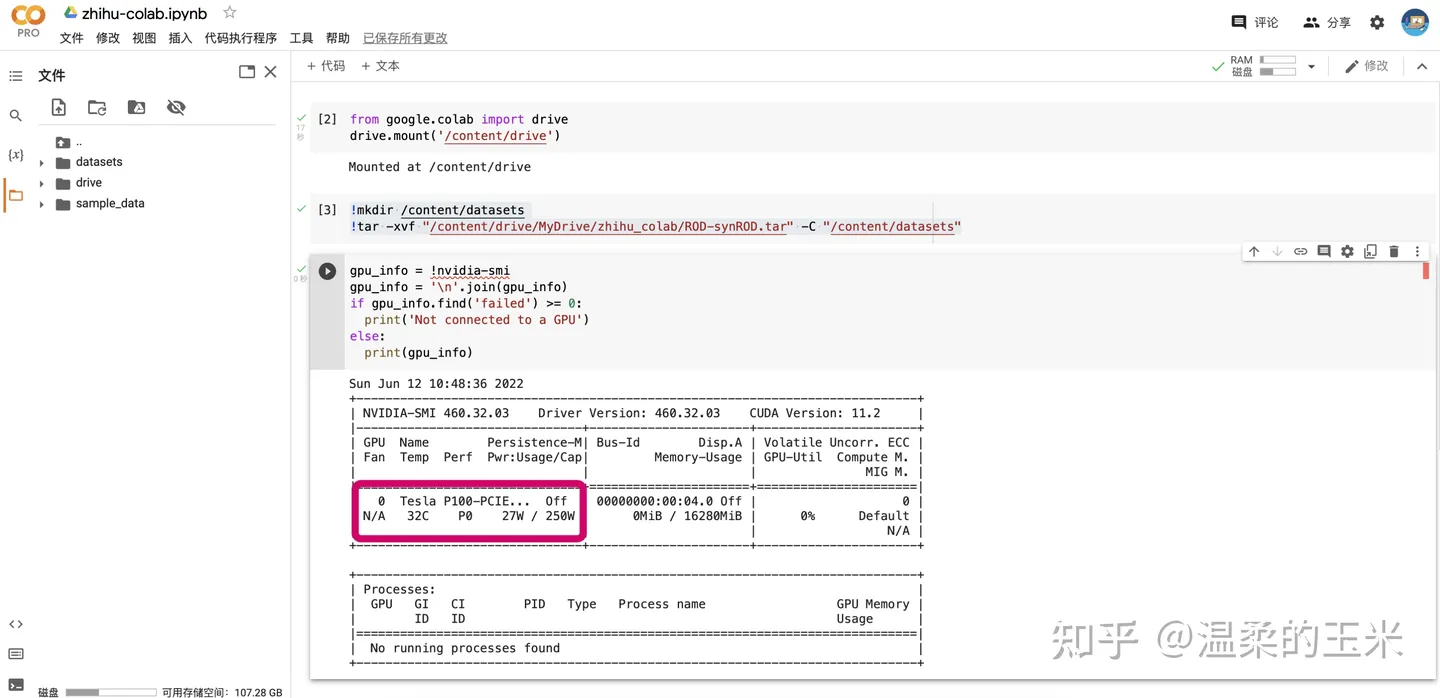 CO PRO
zhihu-colab.ipynb
文件 修改 视图 插入 代码执行程序 工具 帮助 已保存所有更改
评论 分享
文件
..
datasets
drive
sample_data
{x}
磁盘 可用存储空间：107.28 GB
+ 代码 + 文本
RAM
磁盘
修改
17
秒
[2] from google.colab import drive
drive.mount('/content/drive')
Mounted at /content/drive
[3] !mkdir /content/datasets
!tar -xvf "/content/drive/MyDrive/zhihu_colab/ROD-synROD.tar" -C "/content/datasets"
0 秒
gpu_info = !nvidia-smi
gpu_info = '\n'.join(gpu_info)
if gpu_info.find('failed') >= 0:
  print('Not connected to a GPU')
else:
  print(gpu_info)
Sun Jun 12 10:48:36 2022
+-----------------------------------------------------------------------------+
| NVIDIA-SMI 460.32.03    Driver Version: 460.32.03    CUDA Version: 11.2     |
|-------------------------------+----------------------+----------------------+
| GPU  Name        Persistence-M| Bus-Id        Disp.A | Volatile Uncorr. ECC |
| Fan  Temp  Perf  Pwr:Usage/Cap|         Memory-Usage | GPU-Util  Compute M. |
|                               |                      |               MIG M. |
|===============================+======================+======================|
|   0  Tesla P100-PCIE...  Off  | 00000000:00:04.0 Off |                    0 |
| N/A   32C    P0    27W / 250W |      0MiB / 16280MiB |      0%      Default |
|                               |                      |                  N/A |
+-------------------------------+----------------------+----------------------+
+-----------------------------------------------------------------------------+
| Processes:                                                                  |
|  GPU   GI   CI        PID   Type   Process name                  GPU Memory |
|        ID   ID                                                   Usage      |
|=============================================================================|
|  No running processes found                                                 |
+-----------------------------------------------------------------------------+
知乎 @温柔的玉米